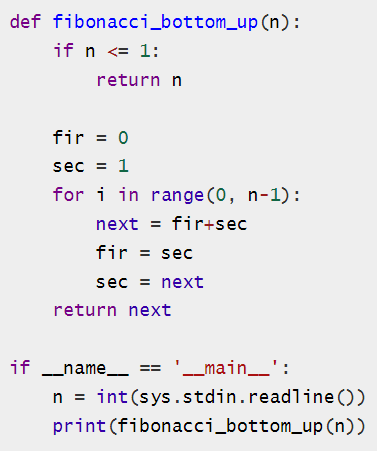 def fibonacci_bottom_up(n):
    if n <= 1:
        return n

    fir = 0
    sec = 1
    for i in range(0, n-1):
        next = fir+sec
        fir = sec
        sec = next
    return next

if __name__ == '__main__':
    n = int(sys.stdin.readline())
    print(fibonacci_bottom_up(n))